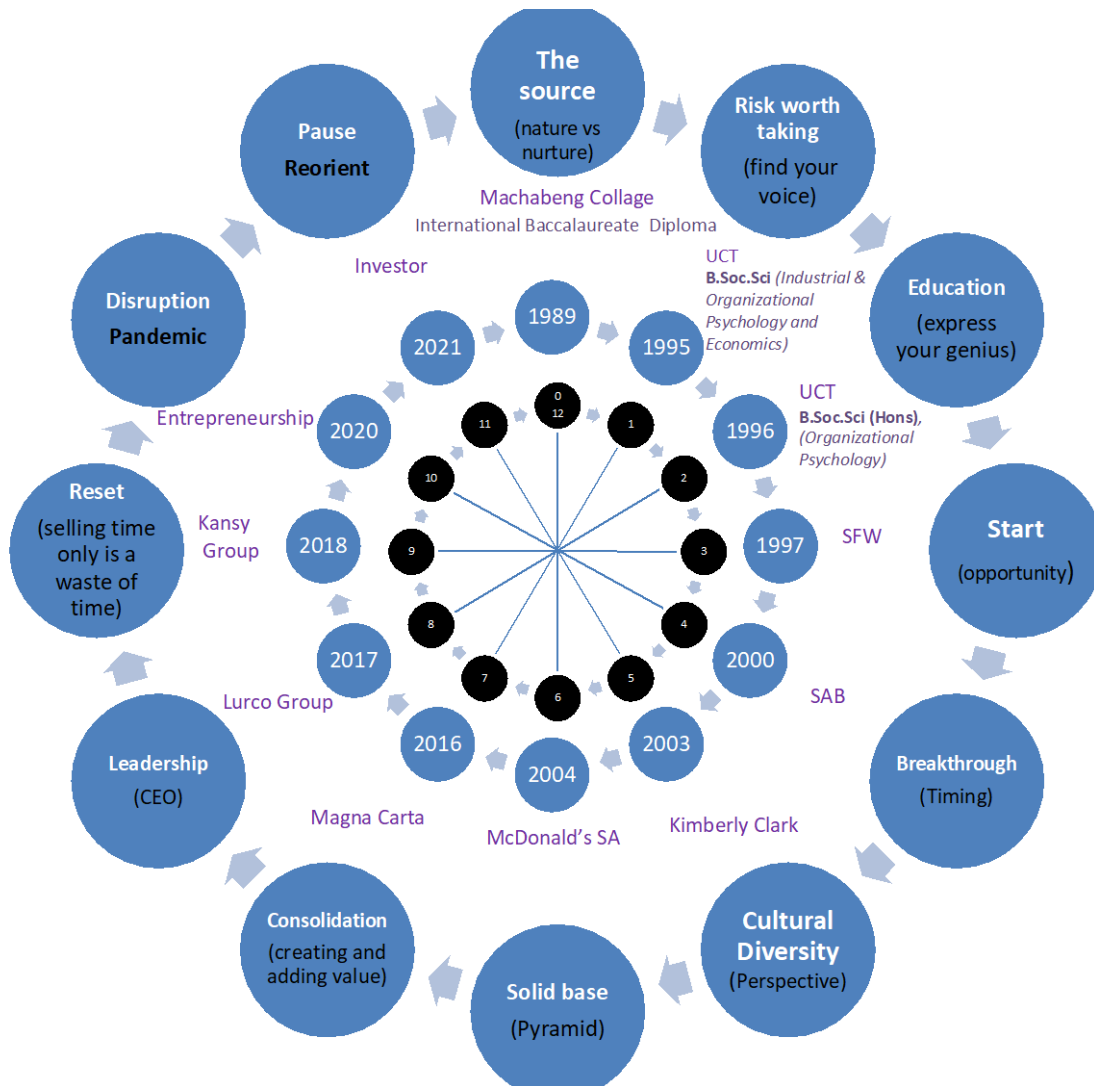 The
source
(nature vs
nurture)
Risk worth
taking
(find your
voice)
Education
(express
your genius)
Start
(opportunity)
Breakthrough
(Timing)
Cultural
Diversity
(Perspective)
Solid base
(Pyramid)
Consolidation
(creating and
adding value)
Leadership
(CEO)
Reset
(selling time
only is a
waste of
time)
Disruption
Pandemic
Pause
Reorient
Machabeng Collage
International Baccalaureate Diploma
UCT
B.Soc.Sci (Industrial &
Organizational
Psychology and
Economics)
UCT
B.Soc.Sci (Hons),
(Organizational
Psychology)
SFW
SAB
Kimberly Clark
McDonald’s SA
Magna Carta
Lurco Group
Kansy
Group
Entrepreneurship
Investor
1989
1995
1996
1997
2000
2003
2004
2016
2017
2018
2020
2021
0
12
1
2
3
4
5
6
7
8
9
10
11